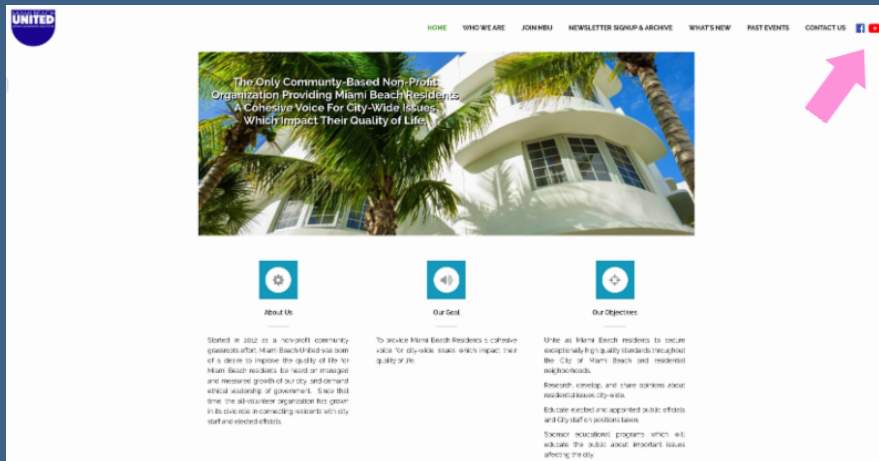 MIAMI BEACH
UNITED
HOME WHO WE ARE JOIN MBU NEWSLETTER SIGNUP & ARCHIVE WHAT'S NEW PAST EVENTS CONTACT US
The Only Communty-Based Non-Profit
Organization Providing Miami Beach Residents
A Cohesive Voice For City-Wide Issues
Which Impact Their Quality of Life.
About Us
Started in 2012 as a non-profit community
grassroots effort, Miami Beach United was born
of a desire to improve the quality of life for
Miami Beach residents, be heard on managed
and measured growth of our city, and demand
ethical leadership of government. Since that
time, the all-volunteer organization has grown
in its civic role in connecting residents with city
staff and elected officials.
Our Goal
To provide Miami Beach Residents a cohesive
voice for city-wide issues which impact their
quality of life.
Our Objectives
Unite as Miami Beach residents to secure
exceptionally high quality standards throughout
the City of Miami Beach and residential
neighborhoods.
Research, develop, and share opinions about
residential issues city-wide.
Educate elected and appointed public officials
and City staff on positions taken.
Sponsor educational programs which will
educate the public about important issues
affecting the city.